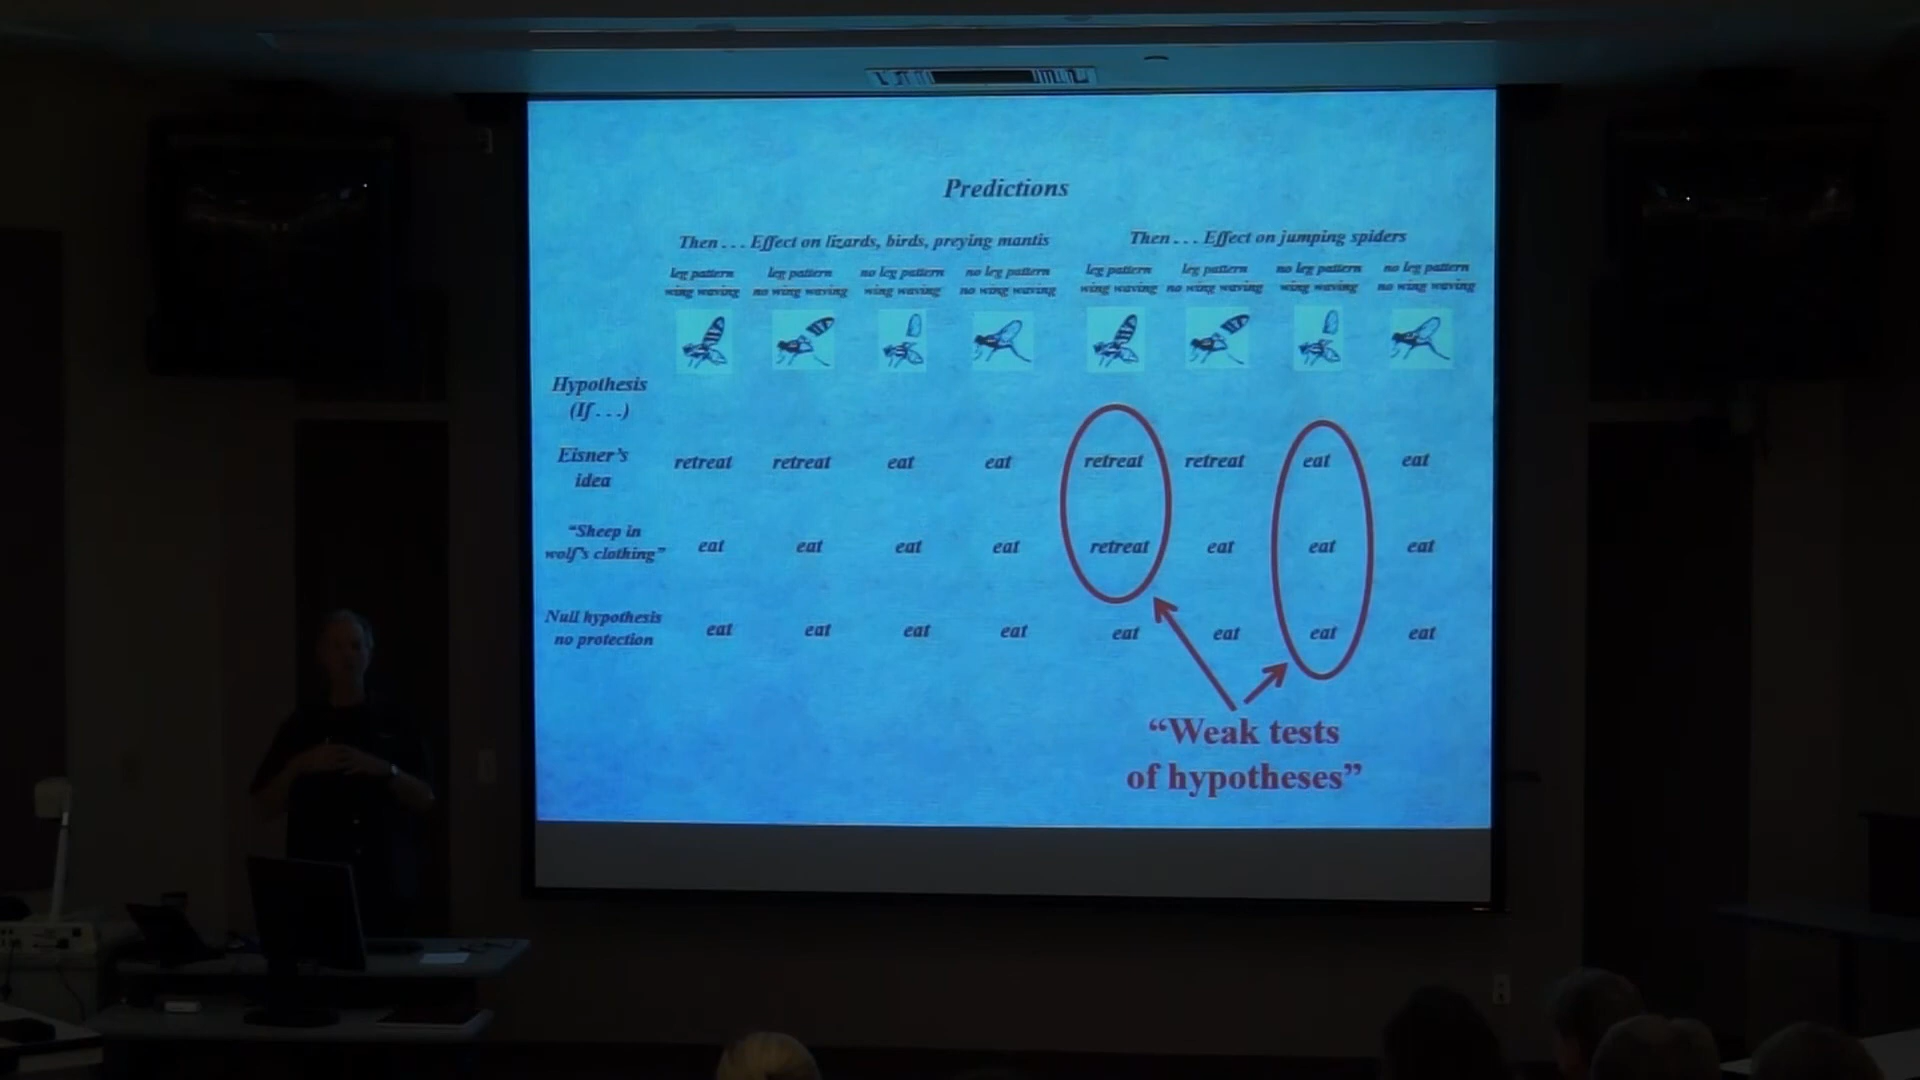 Predictions
Then . . . Effect on lizards, birds, preying mantis
Then . . . Effect on jumping spiders
leg pattern
wing waving
leg pattern
no wing waving
no leg pattern
wing waving
no leg pattern
no wing waving
leg pattern
wing waving
leg pattern
no wing waving
no leg pattern
wing waving
no leg pattern
no wing waving
Hypothesis
(If . . .)
Eisner's
idea
retreat retreat eat eat retreat retreat eat eat
“Sheep in
wolf's clothing”
eat eat eat eat retreat eat eat eat
Null hypothesis
no protection
eat eat eat eat eat eat eat eat
“Weak tests
of hypotheses”